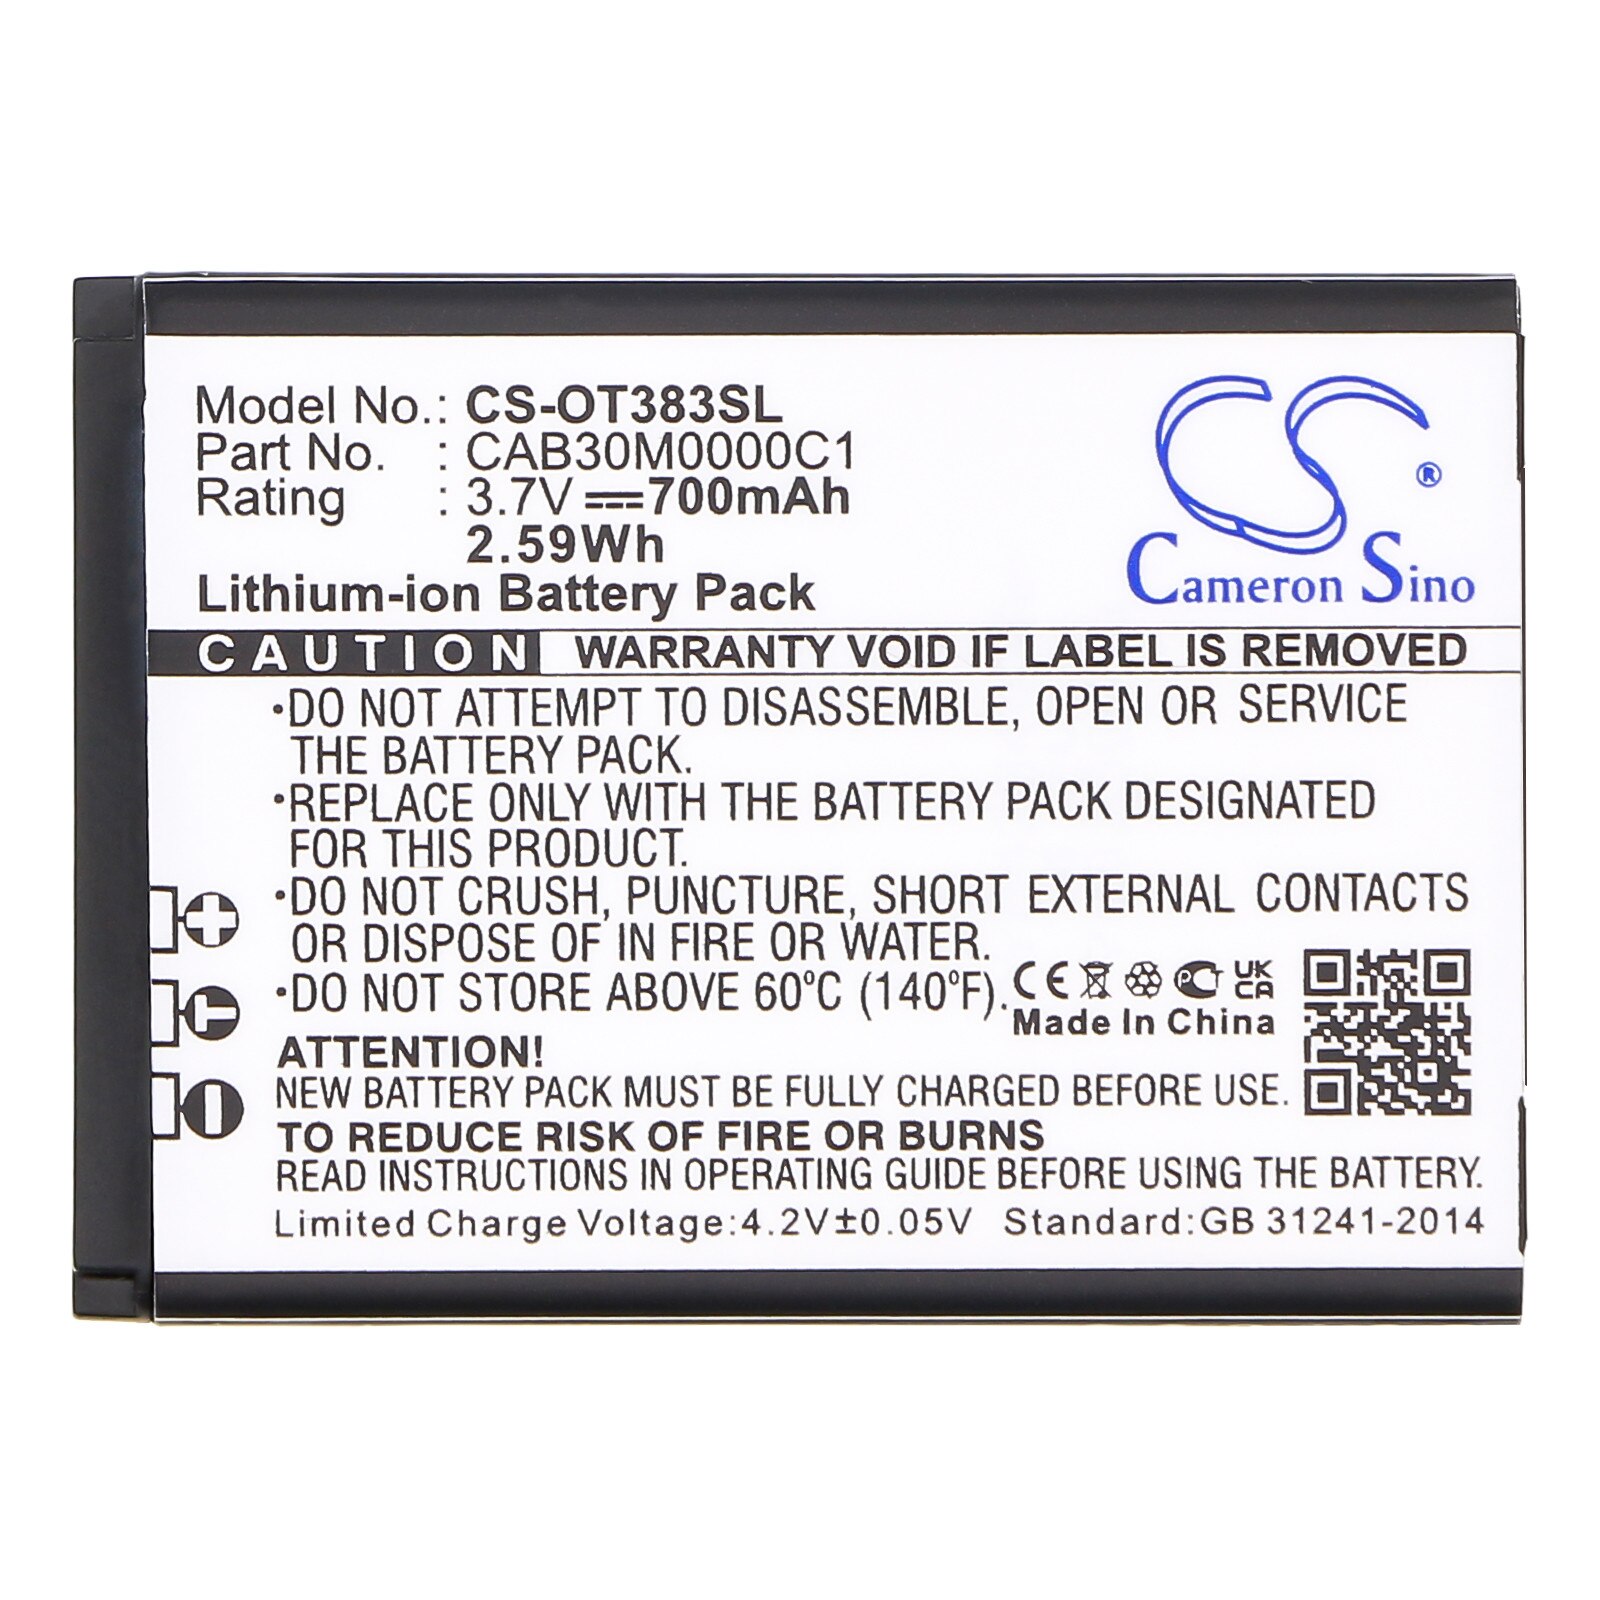 Model No.: CS-OT383SL
Part No. : CAB30M0000C1
Rating : 3.7V 700mAh
2.59Wh
Lithium-ion Battery Pack
CS®
Cameron Sino
CAUTION WARRANTY VOID IF LABEL IS REMOVED
·DO NOT ATTEMPT TO DISASSEMBLE, OPEN OR SERVICE
THE BATTERY PACK.
·REPLACE ONLY WITH THE BATTERY PACK DESIGNATED
FOR THIS PRODUCT.
·DO NOT CRUSH, PUNCTURE, SHORT EXTERNAL CONTACTS
OR DISPOSE OF IN FIRE OR WATER.
·DO NOT STORE ABOVE 60°C (140°F).
CE PCT UK
CA
Made In China
+
T
-
ATTENTION!
NEW BATTERY PACK MUST BE FULLY CHARGED BEFORE USE.
TO REDUCE RISK OF FIRE OR BURNS
READ INSTRUCTIONS IN OPERATING GUIDE BEFORE USING THE BATTERY.
Limited Charge Voltage:4.2V±0.05V Standard:GB 31241-2014